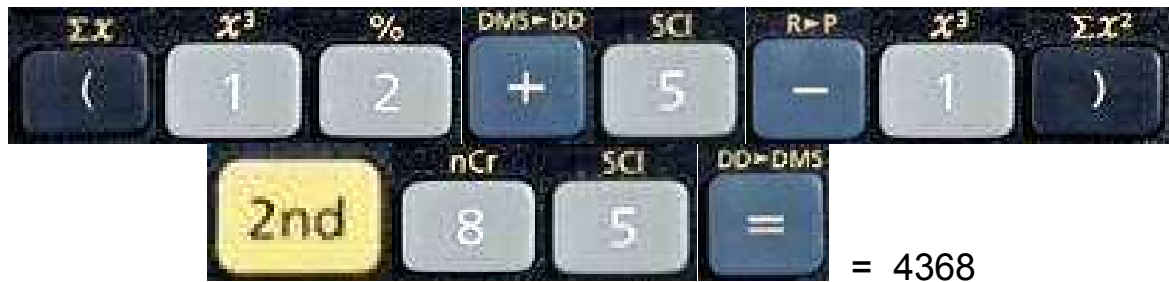 Σx x³ % DMS►DD SCI R►P x³ Σx²
( 1 2 + 5 − 1 )
nCr SCI DD►DMS
2nd 8 5 =
= 4368